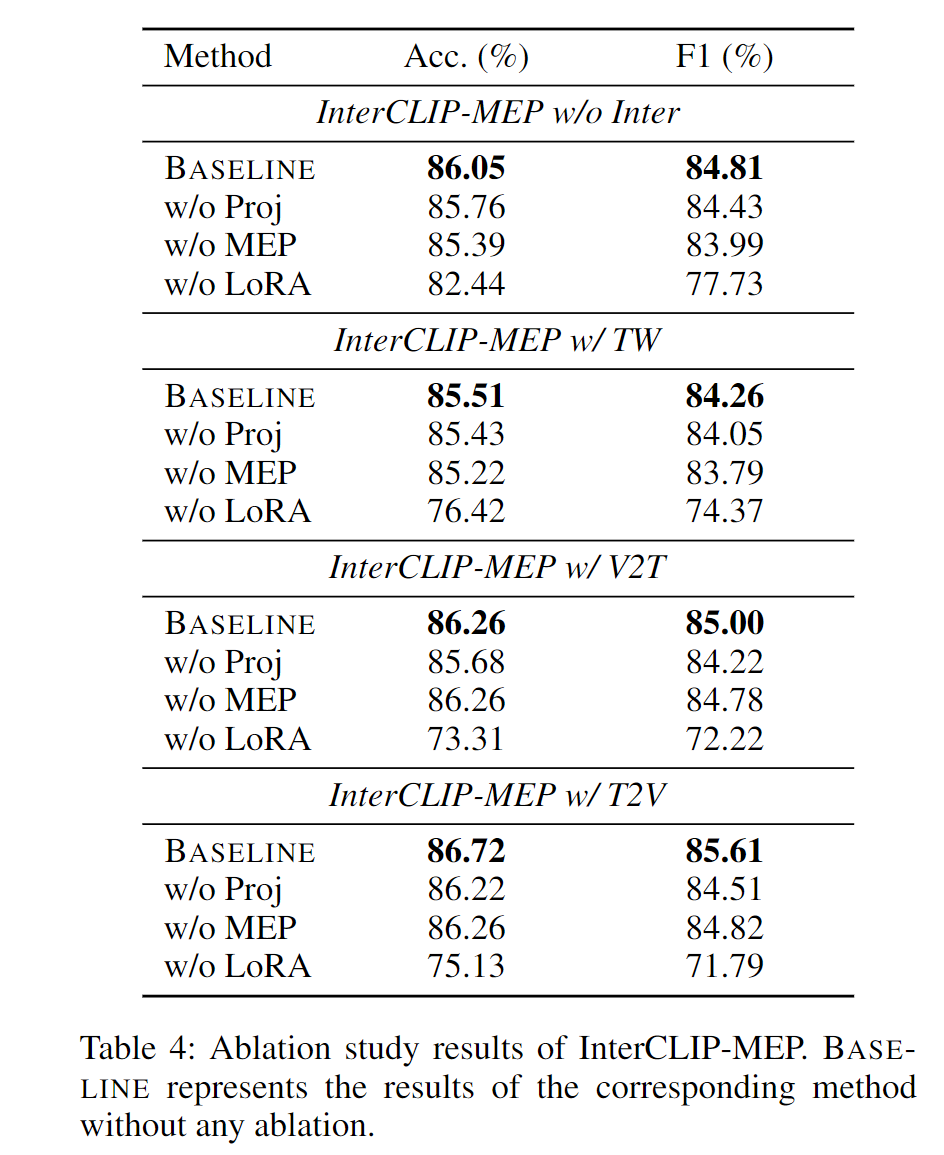 Method Acc. (%) F1 (%)
InterCLIP-MEP w/o Inter
BASELINE 86.05 84.81
w/o Proj 85.76 84.43
w/o MEP 85.39 83.99
w/o LoRA 82.44 77.73
InterCLIP-MEP w/ TW
BASELINE 85.51 84.26
w/o Proj 85.43 84.05
w/o MEP 85.22 83.79
w/o LoRA 76.42 74.37
InterCLIP-MEP w/ V2T
BASELINE 86.26 85.00
w/o Proj 85.68 84.22
w/o MEP 86.26 84.78
w/o LoRA 73.31 72.22
InterCLIP-MEP w/ T2V
BASELINE 86.72 85.61
w/o Proj 86.22 84.51
w/o MEP 86.26 84.82
w/o LoRA 75.13 71.79
Table 4: Ablation study results of InterCLIP-MEP. BASE-
LINE represents the results of the corresponding method
without any ablation.